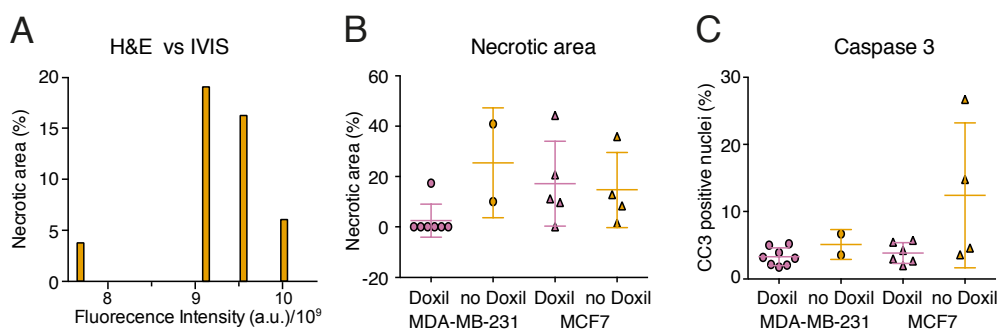 A
H&E vs IVIS
Necrotic area (%)
20
15
10
5
0
8
9
10
Fluorecence Intensity (a.u.)/10⁹
B
Necrotic area
Necrotic area (%)
60
40
20
0
-20
Doxil no Doxil Doxil no Doxil
MDA-MB-231 MCF7
C
Caspase 3
CC3 positive nuclei (%)
30
20
10
0
Doxil no Doxil Doxil no Doxil
MDA-MB-231 MCF7